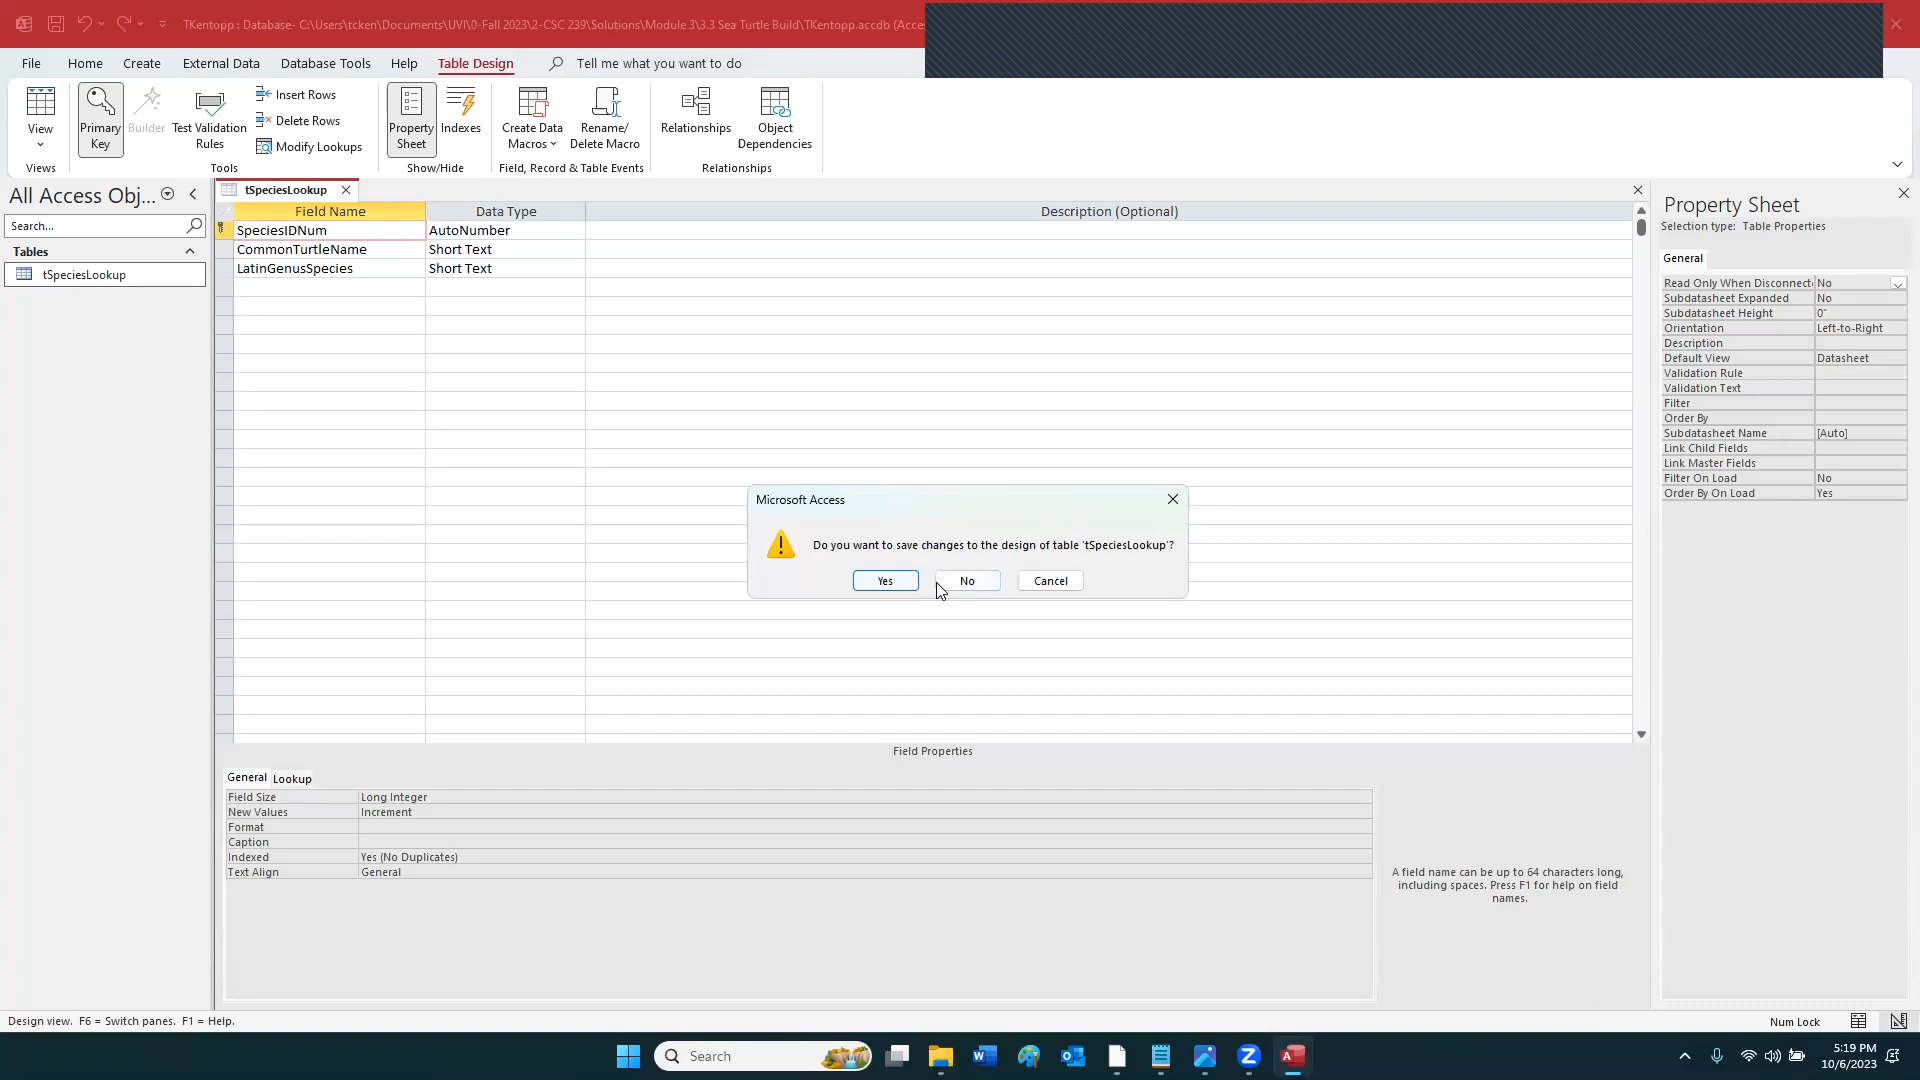 TKentopp : Database- C:\Users\tcken\Documents\UVI\0-Fall 2023\2-CSC 239\Solutions\Module 3\3.3 Sea Turtle Build\TKentopp.accdb (Acce
File Home Create External Data Database Tools Help Table Design Tell me what you want to do
View
Primary Key
Builder
Test Validation Rules
Insert Rows
Delete Rows
Modify Lookups
Property Sheet
Indexes
Create Data Macros
Rename/ Delete Macro
Relationships
Object Dependencies
Views Tools Show/Hide Field, Record & Table Events Relationships
All Access Obj...
Search...
Tables
tSpeciesLookup
tSpeciesLookup
Field Name Data Type Description (Optional)
SpeciesIDNum AutoNumber
CommonTurtleName Short Text
LatinGenusSpecies Short Text
Microsoft Access
Do you want to save changes to the design of table 'tSpeciesLookup'?
Yes No Cancel
Field Properties
General Lookup
Field Size Long Integer
New Values Increment
Format
Caption
Indexed Yes (No Duplicates)
Text Align General
A field name can be up to 64 characters long,
including spaces. Press F1 for help on field
names.
Property Sheet
Selection type: Table Properties
General
Read Only When Disconnect No
Subdatasheet Expanded No
Subdatasheet Height 0"
Orientation Left-to-Right
Description
Default View Datasheet
Validation Rule
Validation Text
Filter
Order By
Subdatasheet Name [Auto]
Link Child Fields
Link Master Fields
Filter On Load No
Order By On Load Yes
Design view. F6 = Switch panes. F1 = Help.
Num Lock
Search
5:19 PM
10/6/2023